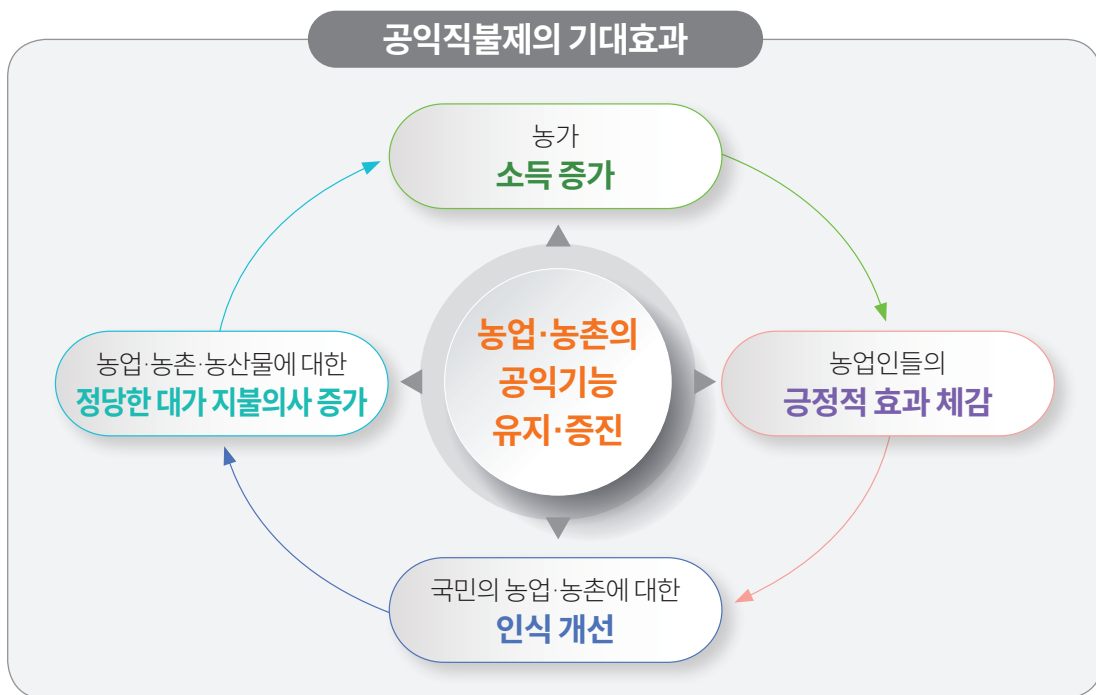 공익직불제의 기대효과
농가
소득 증가
농업·농촌의
공익기능
유지·증진
농업·농촌·농산물에 대한
정당한 대가 지불의사 증가
농업인들의
긍정적 효과 체감
국민의 농업·농촌에 대한
인식 개선